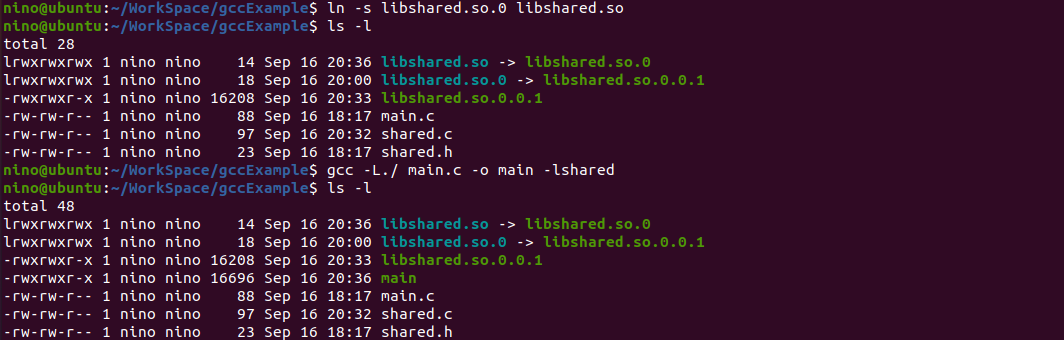 nino@ubuntu:~/WorkSpace/gccExample$ ln -s libshared.so.0 libshared.so
nino@ubuntu:~/WorkSpace/gccExample$ ls -l
total 28
lrwxrwxrwx 1 nino nino    14 Sep 16 20:36 libshared.so -> libshared.so.0
lrwxrwxrwx 1 nino nino    18 Sep 16 20:00 libshared.so.0 -> libshared.so.0.0.1
-rwxrwxr-x 1 nino nino 16208 Sep 16 20:33 libshared.so.0.0.1
-rw-rw-r-- 1 nino nino    88 Sep 16 18:17 main.c
-rw-rw-r-- 1 nino nino    97 Sep 16 20:32 shared.c
-rw-rw-r-- 1 nino nino    23 Sep 16 18:17 shared.h
nino@ubuntu:~/WorkSpace/gccExample$ gcc -L./ main.c -o main -lshared
nino@ubuntu:~/WorkSpace/gccExample$ ls -l
total 48
lrwxrwxrwx 1 nino nino    14 Sep 16 20:36 libshared.so -> libshared.so.0
lrwxrwxrwx 1 nino nino    18 Sep 16 20:00 libshared.so.0 -> libshared.so.0.0.1
-rwxrwxr-x 1 nino nino 16208 Sep 16 20:33 libshared.so.0.0.1
-rwxrwxr-x 1 nino nino 16696 Sep 16 20:36 main
-rw-rw-r-- 1 nino nino    88 Sep 16 18:17 main.c
-rw-rw-r-- 1 nino nino    97 Sep 16 20:32 shared.c
-rw-rw-r-- 1 nino nino    23 Sep 16 18:17 shared.h